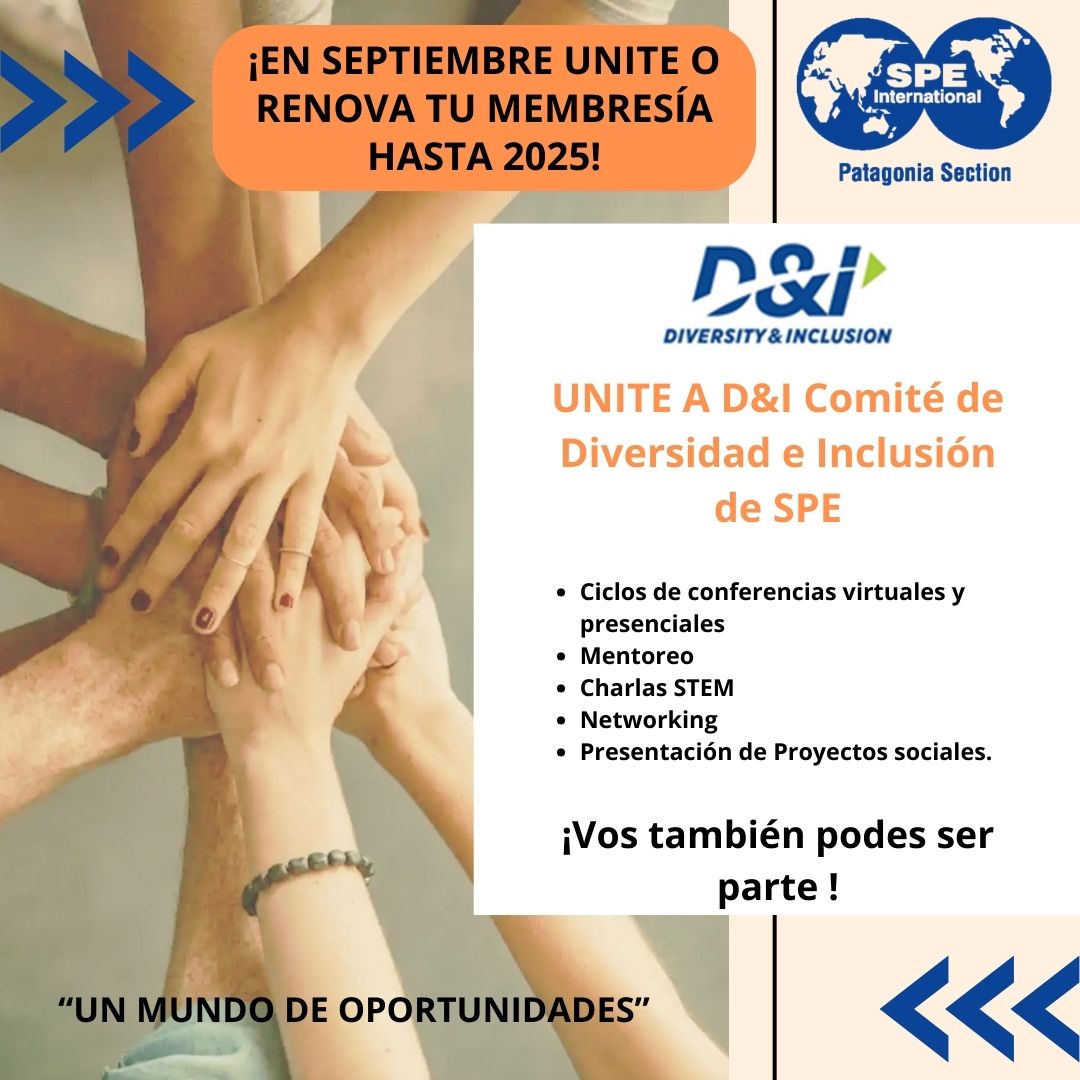 ¡EN SEPTIEMBRE UNITE O
RENOVA TU MEMBRESÍA
HASTA 2025!
SPE
International
Patagonia Section
D&I
DIVERSITY&INCLUSION
UNITE A D&I Comité de
Diversidad e Inclusión
de SPE
• Ciclos de conferencias virtuales y
presenciales
• Mentoreo
• Charlas STEM
• Networking
• Presentación de Proyectos sociales.
¡Vos también podes ser
parte !
“UN MUNDO DE OPORTUNIDADES”